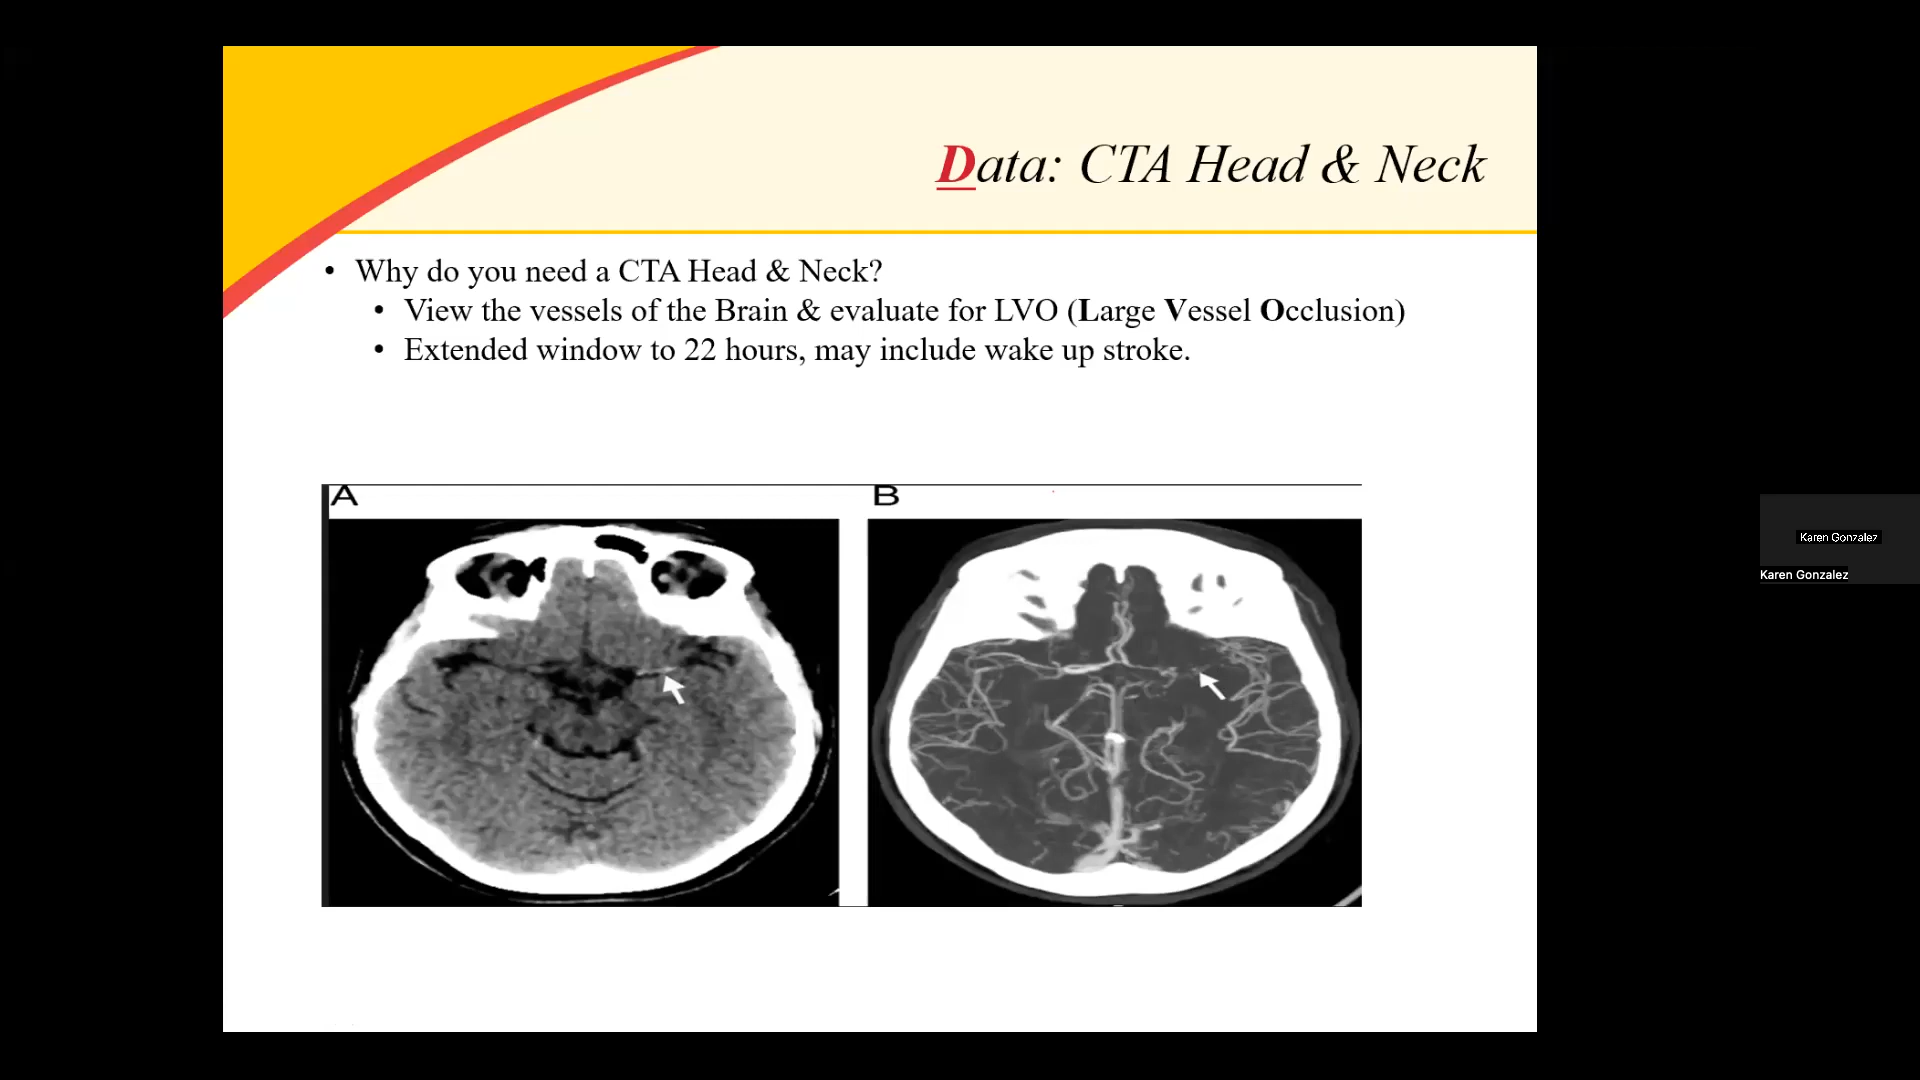 Data: CTA Head & Neck
• Why do you need a CTA Head & Neck?
• View the vessels of the Brain & evaluate for LVO (Large Vessel Occlusion)
• Extended window to 22 hours, may include wake up stroke.
A
B
Karen Gonzalez
Karen Gonzalez